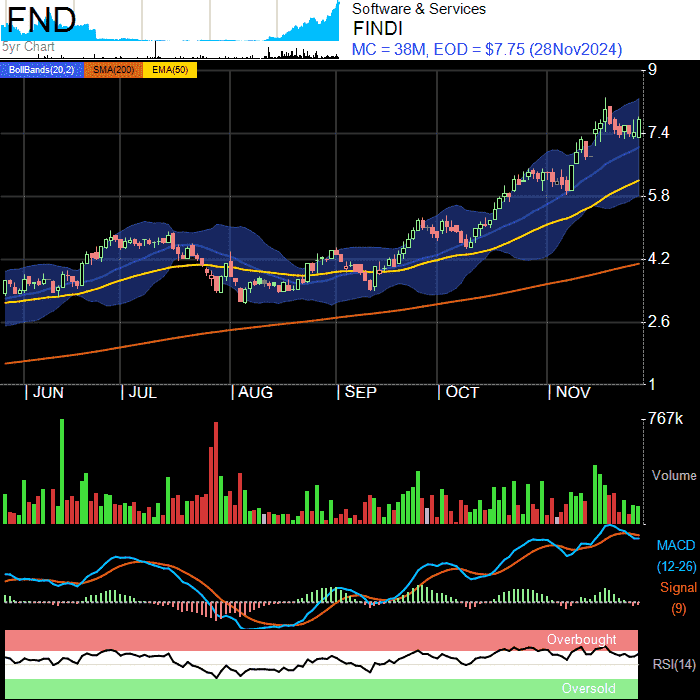 FND
5yr Chart
Software & Services
FINDI
MC = 38M, EOD = $7.75 (28Nov2024)
BollBands(20,2) SMA(200) EMA(50)
9
7.4
5.8
4.2
2.6
1
JUN JUL AUG SEP OCT NOV
767k
Volume
MACD
(12-26)
Signal
(9)
Overbought
RSI(14)
Oversold